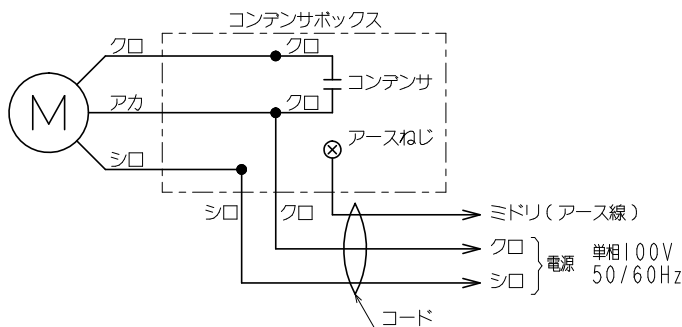 コンデンサボックス
クロ クロ
コンデンサ
アカ クロ
M
アースねじ
シロ
シロ クロ
ミドリ(アース線)
クロ
シロ
電源
単相100V
50/60Hz
コード